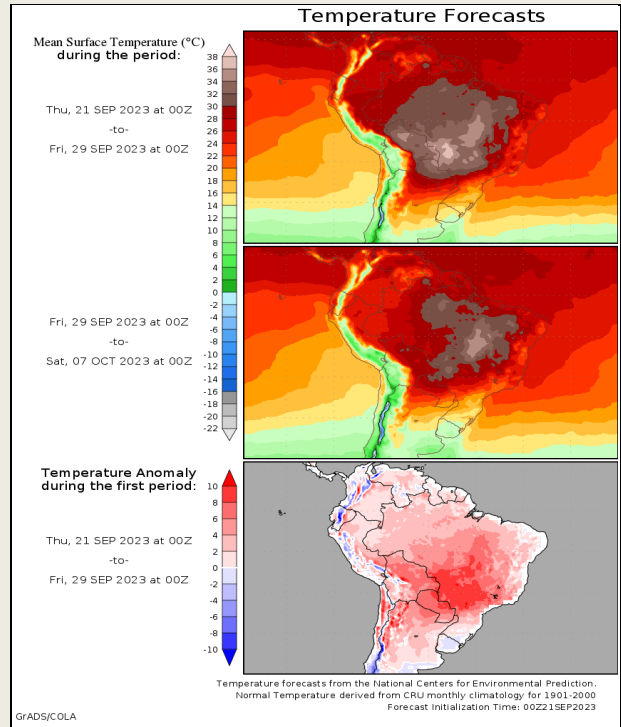 Temperature Forecasts
Mean Surface Temperature (°C)
during the period:
Thu, 21 SEP 2023 at 00Z
-to-
Fri, 29 SEP 2023 at 00Z
38
36
34
32
30
28
26
24
22
20
18
16
14
12
10
8
6
4
2
0
-2
-4
-6
-8
-10
-12
-14
-16
-18
-20
-22
Fri, 29 SEP 2023 at 00Z
-to-
Sat, 07 OCT 2023 at 00Z
Temperature Anomaly
during the first period:
Thu, 21 SEP 2023 at 00Z
-to-
Fri, 29 SEP 2023 at 00Z
10
8
6
4
2
0
-2
-4
-6
-8
-10
Temperature forecasts from the National Centers for Environmental Prediction.
Normal Temperature derived from CRU monthly climatology for 1901-2000
Forecast Initialization Time: 00Z21SEP2023
GrADS/COLA